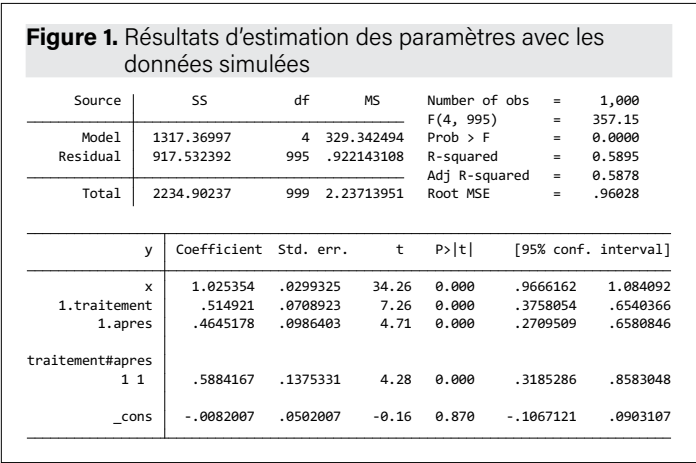 Figure 1. Résultats d'estimation des paramètres avec les
données simulées
Source SS df MS Number of obs = 1,000
F(4, 995) = 357.15
Model 1317.36997 4 329.342494 Prob > F = 0.0000
Residual 917.532392 995 .922143108 R-squared = 0.5895
Adj R-squared = 0.5878
Total 2234.90237 999 2.23713951 Root MSE = .96028
y Coefficient Std. err. t P>|t| [95% conf. interval]
x 1.025354 .0299325 34.26 0.000 .9666162 1.084092
1.traitement .514921 .0708923 7.26 0.000 .3758054 .6540366
1.apres .4645178 .0986403 4.71 0.000 .2709509 .6580846
traitement#apres
1 1 .5884167 .1375331 4.28 0.000 .3185286 .8583048
_cons -.0082007 .0502007 -0.16 0.870 -.1067121 .0903107